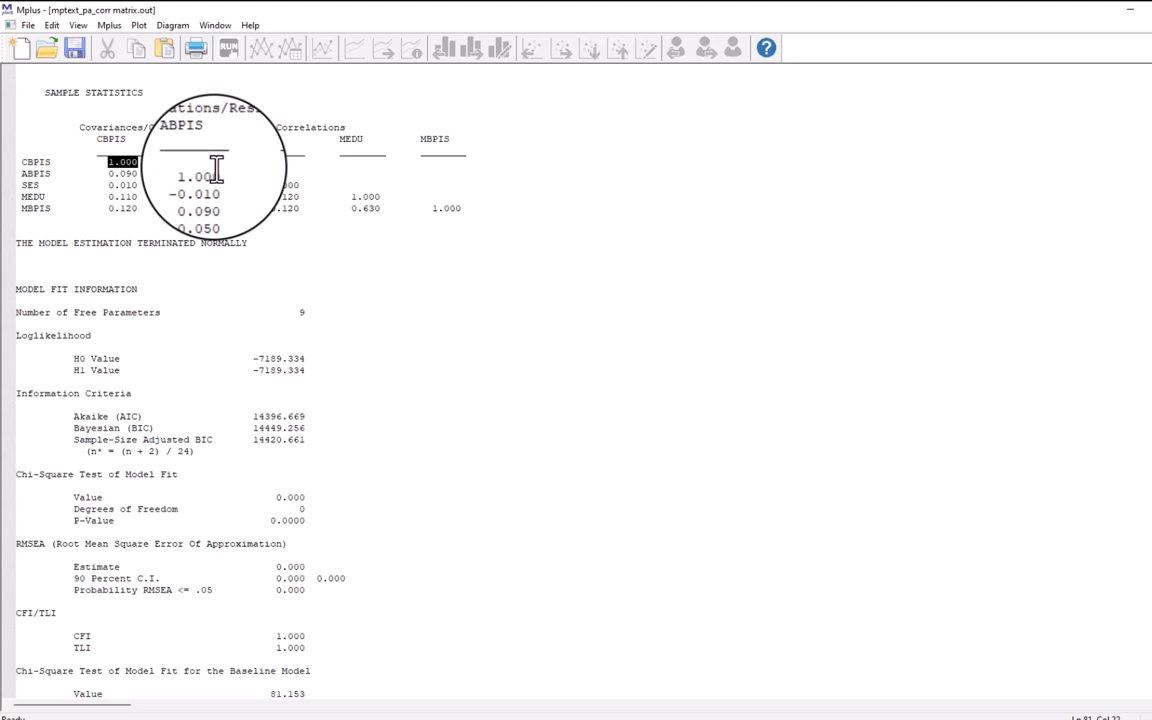 Mplus - [mptext_pa_corr matrix.out]
File Edit View Mplus Plot Diagram Window Help
RUN
SAMPLE STATISTICS
ations/Res
Covariances/ Correlations
CBPIS ABPIS MEDU MBPIS
CBPIS 1.000
ABPIS 0.090 1.00
SES 0.010 -0.010
MEDU 0.110 0.090 .120 1.000
MBPIS 0.120 0.050 .120 0.630 1.000
THE MODEL ESTIMATION TERMINATED NORMALLY
MODEL FIT INFORMATION
Number of Free Parameters 9
Loglikelihood
H0 Value -7189.334
H1 Value -7189.334
Information Criteria
Akaike (AIC) 14396.669
Bayesian (BIC) 14449.256
Sample-Size Adjusted BIC 14420.661
(n* = (n + 2) / 24)
Chi-Square Test of Model Fit
Value 0.000
Degrees of Freedom 0
P-Value 0.0000
RMSEA (Root Mean Square Error Of Approximation)
Estimate 0.000
90 Percent C.I. 0.000 0.000
Probability RMSEA <= .05 0.000
CFI/TLI
CFI 1.000
TLI 1.000
Chi-Square Test of Model Fit for the Baseline Model
Value 81.153